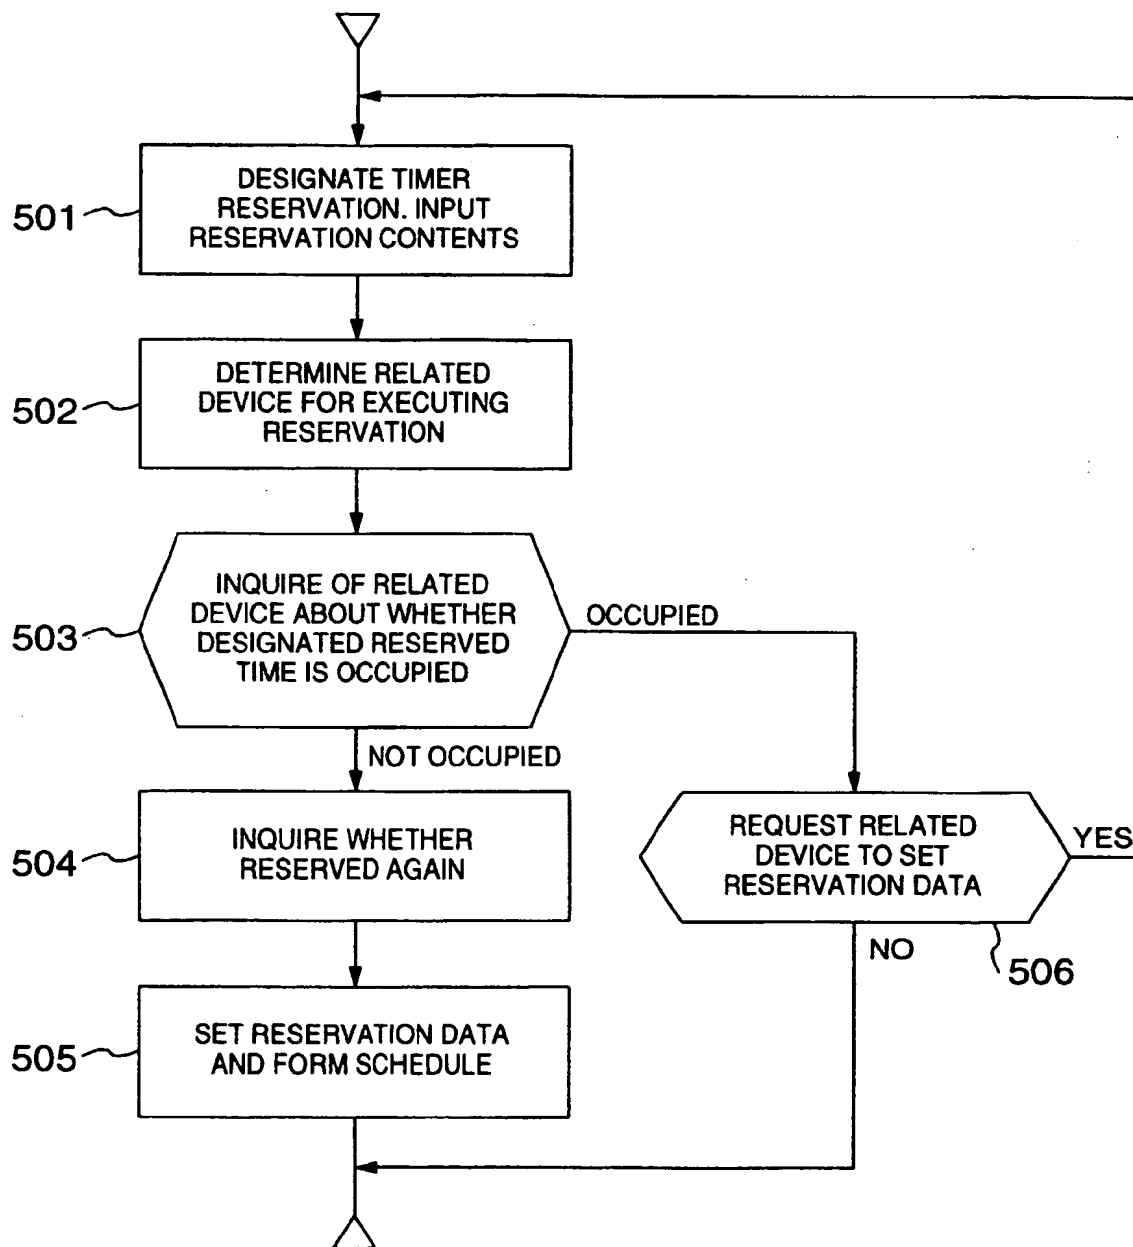 501
DESIGNATE TIMER
RESERVATION. INPUT
RESERVATION CONTENTS
502
DETERMINE RELATED
DEVICE FOR EXECUTING
RESERVATION
503
INQUIRE OF RELATED
DEVICE ABOUT WHETHER
DESIGNATED RESERVED
TIME IS OCCUPIED
OCCUPIED
NOT OCCUPIED
504
INQUIRE WHETHER
RESERVED AGAIN
REQUEST RELATED
DEVICE TO SET
RESERVATION DATA
YES
NO
506
505
SET RESERVATION DATA
AND FORM SCHEDULE